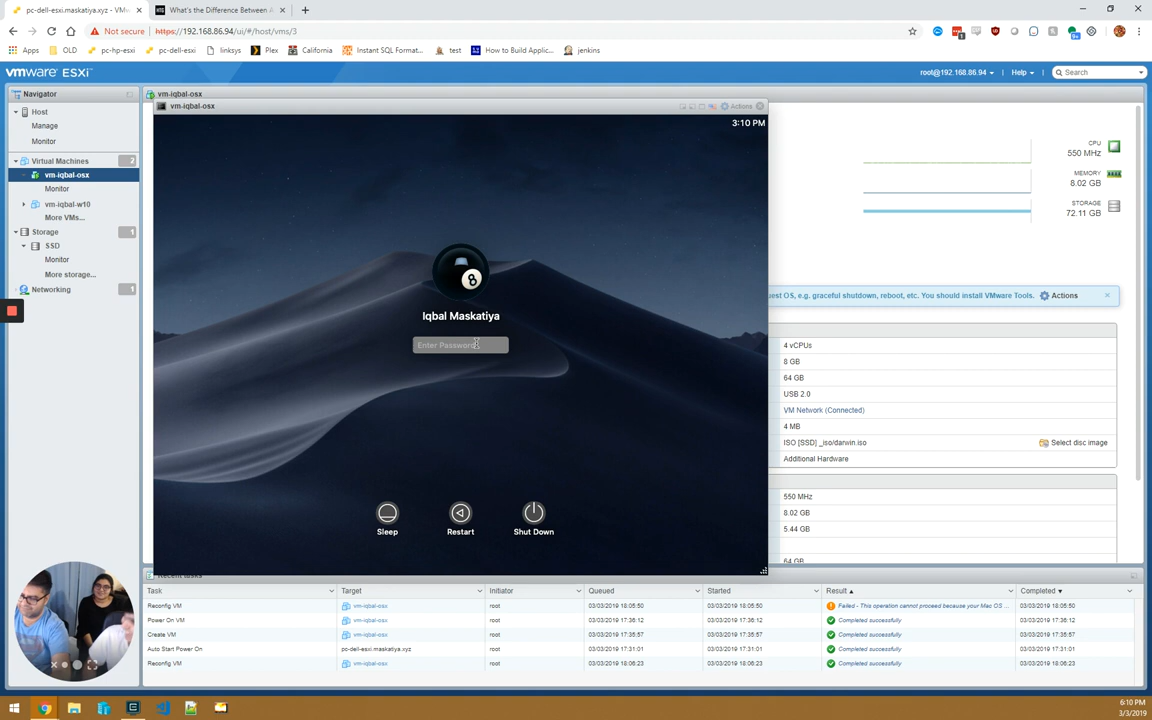 pc-dell-esxi.maskatiya.xyz - VMw
What's the Difference Between A
Not secure
https://192.168.86.94/ui/#/host/vms/3
Apps
OLD
pc-hp-esxi
pc-dell-esxi
linksys
Plex
California
Instant SQL Format...
test
How to Build Applic...
jenkins
vmware ESXi™
root@192.168.86.94
Help
Search
Navigator
vm-iqbal-osx
Host
Manage
Monitor
Virtual Machines 2
vm-iqbal-osx
Monitor
vm-iqbal-w10
More VMs...
Storage 1
SSD
Monitor
More storage...
Networking 1
vm-iqbal-osx
Actions
3:10 PM
Iqbal Maskatiya
Enter Password
Sleep
Restart
Shut Down
CPU
550 MHz
MEMORY
8.02 GB
STORAGE
72.11 GB
uest OS, e.g. graceful shutdown, reboot, etc. You should install VMware Tools.
Actions
4 vCPUs
8 GB
64 GB
USB 2.0
VM Network (Connected)
4 MB
ISO [SSD] _iso/darwin.iso
Select disc image
Additional Hardware
550 MHz
8.02 GB
5.44 GB
64 GB
Recent tasks
Task Target Initiator Queued Started Result Completed
Reconfig VM vm-iqbal-osx root 03/03/2019 18:05:50 03/03/2019 18:05:50 Failed - This operation cannot proceed because your Mac OS ... 03/03/2019 18:05:50
Power On VM vm-iqbal-osx root 03/03/2019 17:36:12 03/03/2019 17:36:12 Completed successfully 03/03/2019 17:36:12
Create VM vm-iqbal-osx root 03/03/2019 17:35:57 03/03/2019 17:35:57 Completed successfully 03/03/2019 17:35:57
Auto Start Power On pc-dell-esxi.maskatiya.xyz root 03/03/2019 17:31:01 03/03/2019 17:31:01 Completed successfully 03/03/2019 17:31:01
Reconfig VM vm-iqbal-osx root 03/03/2019 18:06:23 03/03/2019 18:06:23 Completed successfully 03/03/2019 18:06:23
6:10 PM
3/3/2019